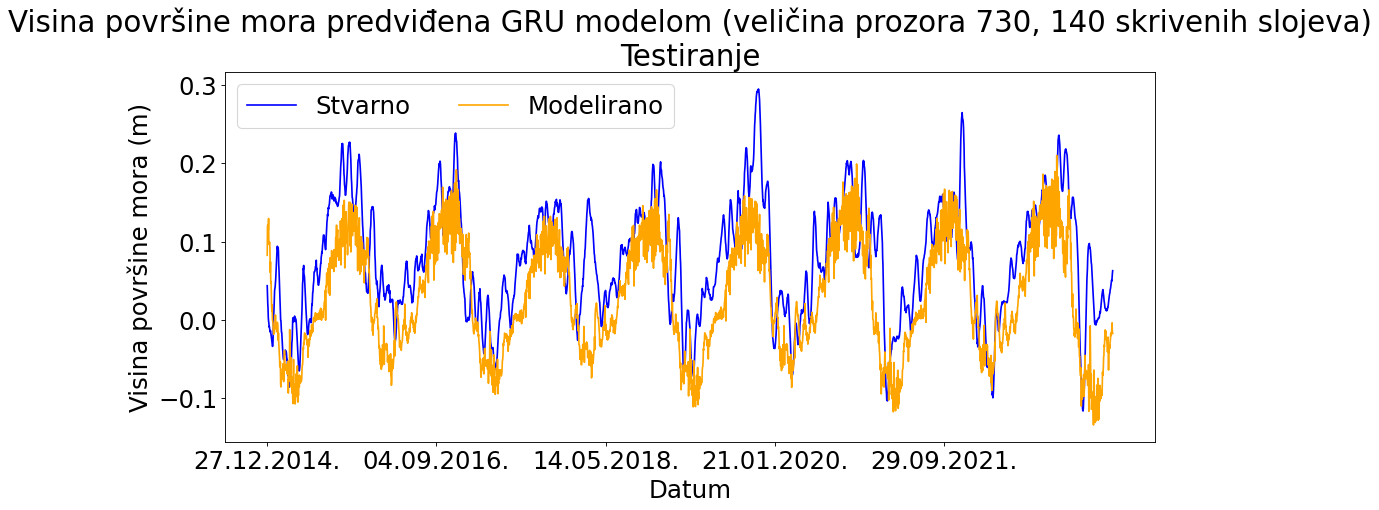 Visina površine mora predviđena GRU modelom (veličina prozora 730, 140 skrivenih slojeva)
Testiranje
Stvarno
Modelirano
Visina površine mora (m)
0.3
0.2
0.1
0.0
−0.1
27.12.2014.
04.09.2016.
14.05.2018.
21.01.2020.
29.09.2021.
Datum